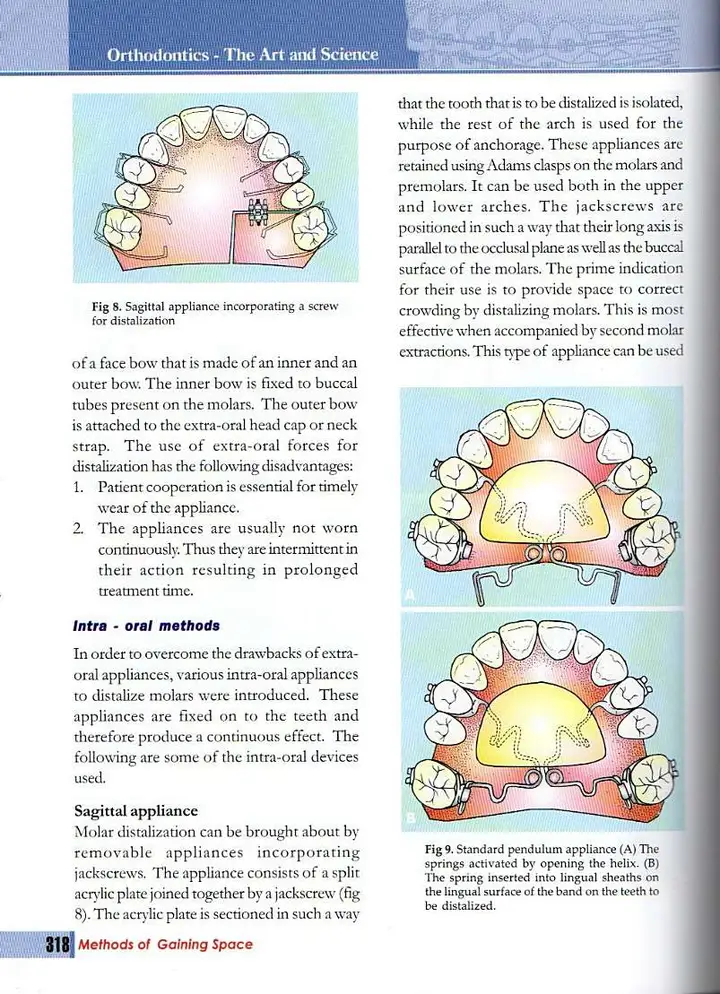 Orthodontics - The Art and Science
Fig 8. Sagittal appliance incorporating a screw
for distalization
of a face bow that is made of an inner and an
outer bow. The inner bow is fixed to buccal
tubes present on the molars. The outer bow
is attached to the extra-oral head cap or neck
strap. The use of extra-oral forces for
distalization has the following disadvantages:
1. Patient cooperation is essential for timely
wear of the appliance.
2. The appliances are usually not worn
continuously. Thus they are intermittent in
their action resulting in prolonged
treatment time.
Intra - oral methods
In order to overcome the drawbacks of extra-
oral appliances, various intra-oral appliances
to distalize molars were introduced. These
appliances are fixed on to the teeth and
therefore produce a continuous effect. The
following are some of the intra-oral devices
used.
Sagittal appliance
Molar distalization can be brought about by
removable appliances incorporating
jackscrews. The appliance consists of a split
acrylic plate joined together by a jackscrew (fig
8). The acrylic plate is sectioned in such a way
that the tooth that is to be distalized is isolated,
while the rest of the arch is used for the
purpose of anchorage. These appliances are
retained using Adams clasps on the molars and
premolars. It can be used both in the upper
and lower arches. The jackscrews are
positioned in such a way that their long axis is
parallel to the occlusal plane as well as the buccal
surface of the molars. The prime indication
for their use is to provide space to correct
crowding by distalizing molars. This is most
effective when accompanied by second molar
extractions. This type of appliance can be used
A
B
Fig 9. Standard pendulum appliance (A) The
springs activated by opening the helix. (B)
The spring inserted into lingual sheaths on
the lingual surface of the band on the teeth to
be distalized.
318 Methods of Gaining Space